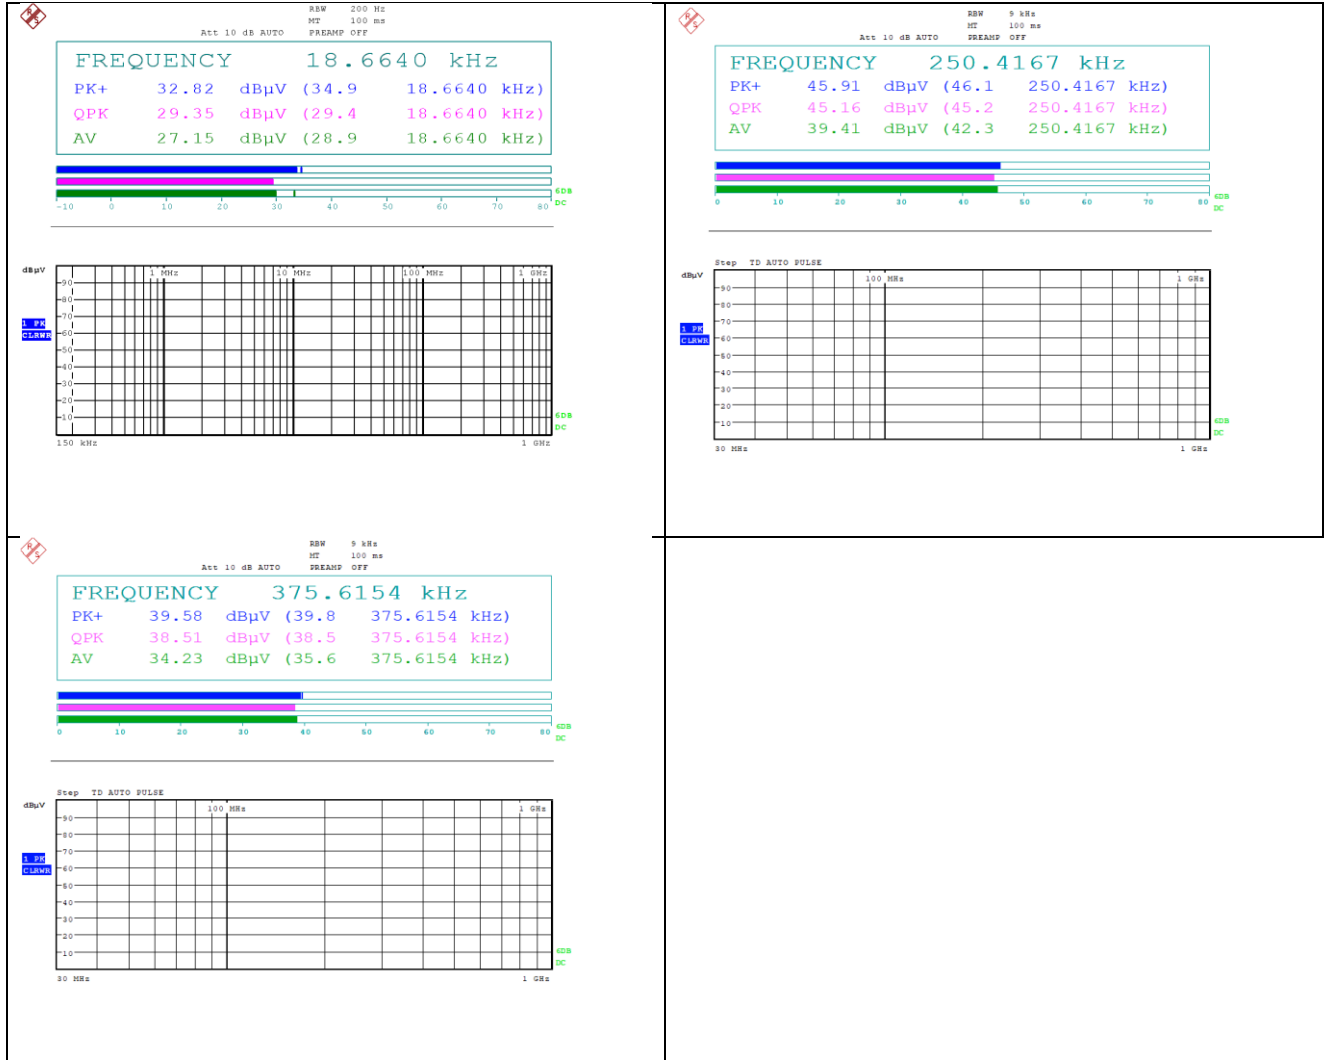 RBW 200 Hz
MT 100 ms
Att 10 dB AUTO PREAMP OFF
FREQUENCY 18.6640 kHz
PK+ 32.82 dBµV (34.9 18.6640 kHz)
QPK 29.35 dBµV (29.4 18.6640 kHz)
AV 27.15 dBµV (28.9 18.6640 kHz)
6DB
-10 0 10 20 30 40 50 60 70 80 DC
dBµV 1 MHz 10 MHz 100 MHz 1 GHz
90
80
1 PK 70
CLRWR 60
50
40
30
20
10 6DB
DC
150 kHz 1 GHz
RBW 9 kHz
MT 100 ms
Att 10 dB AUTO PREAMP OFF
FREQUENCY 250.4167 kHz
PK+ 45.91 dBµV (46.1 250.4167 kHz)
QPK 45.16 dBµV (45.2 250.4167 kHz)
AV 39.41 dBµV (42.3 250.4167 kHz)
6DB
0 10 20 30 40 50 60 70 80 DC
Step TD AUTO PULSE
dBµV 100 MHz 1 GHz
90
80
1 PK 70
CLRWR 60
50
40
30
20
10 6DB
DC
30 MHz 1 GHz
RBW 9 kHz
MT 100 ms
Att 10 dB AUTO PREAMP OFF
FREQUENCY 375.6154 kHz
PK+ 39.58 dBµV (39.8 375.6154 kHz)
QPK 38.51 dBµV (38.5 375.6154 kHz)
AV 34.23 dBµV (35.6 375.6154 kHz)
6DB
0 10 20 30 40 50 60 70 80 DC
Step TD AUTO PULSE
dBµV 100 MHz 1 GHz
90
80
1 PK 70
CLRWR 60
50
40
30
20
10 6DB
DC
30 MHz 1 GHz